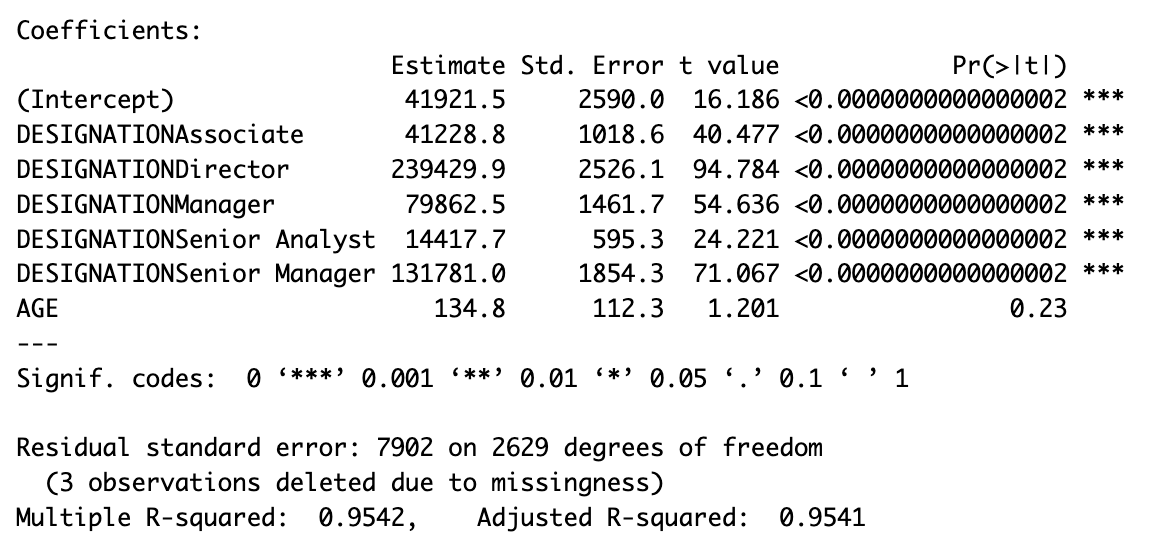 Coefficients:
Estimate Std. Error t value Pr(>|t|)
(Intercept) 41921.5 2590.0 16.186 <0.0000000000000002 ***
DESIGNATIONAssociate 41228.8 1018.6 40.477 <0.0000000000000002 ***
DESIGNATIONDirector 239429.9 2526.1 94.784 <0.0000000000000002 ***
DESIGNATIONManager 79862.5 1461.7 54.636 <0.0000000000000002 ***
DESIGNATIONSenior Analyst 14417.7 595.3 24.221 <0.0000000000000002 ***
DESIGNATIONSenior Manager 131781.0 1854.3 71.067 <0.0000000000000002 ***
AGE 134.8 112.3 1.201 0.23
---
Signif. codes: 0 ‘***’ 0.001 ‘**’ 0.01 ‘*’ 0.05 ‘.’ 0.1 ‘ ’ 1
Residual standard error: 7902 on 2629 degrees of freedom
(3 observations deleted due to missingness)
Multiple R-squared: 0.9542, Adjusted R-squared: 0.9541